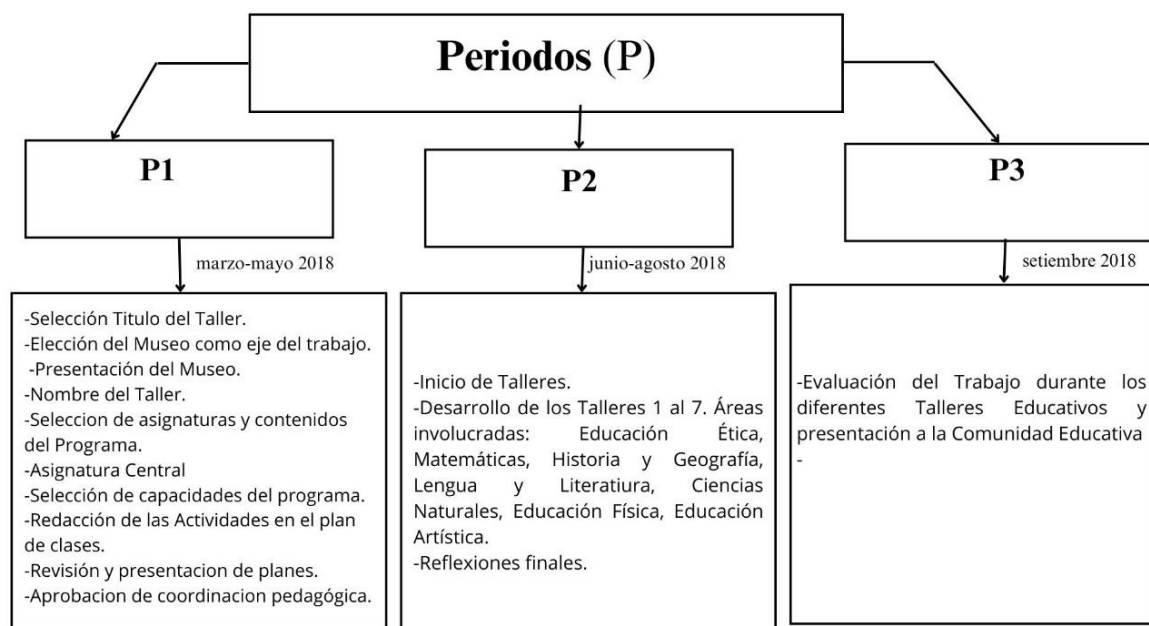 Periodos (P)
P1
P2
P3
marzo-mayo 2018
junio-agosto 2018
setiembre 2018
-Selección Titulo del Taller.
-Elección del Museo como eje del trabajo.
-Presentación del Museo.
-Nombre del Taller.
-Seleccion de asignaturas y contenidos
del Programa.
-Asignatura Central
-Selección de capacidades del programa.
-Redacción de las Actividades en el plan
de clases.
-Revisión y presentacion de planes.
-Aprobacion de coordinacion pedagógica.
-Inicio de Talleres.
-Desarrollo de los Talleres 1 al 7. Áreas
involucradas: Educación Ética,
Matemáticas, Historia y Geografía,
Lengua y Literatiura, Ciencias
Naturales, Educación Física, Educación
Artística.
-Reflexiones finales.
-Evaluación del Trabajo durante los
diferentes Talleres Educativos y
presentación a la Comunidad Educativa
-